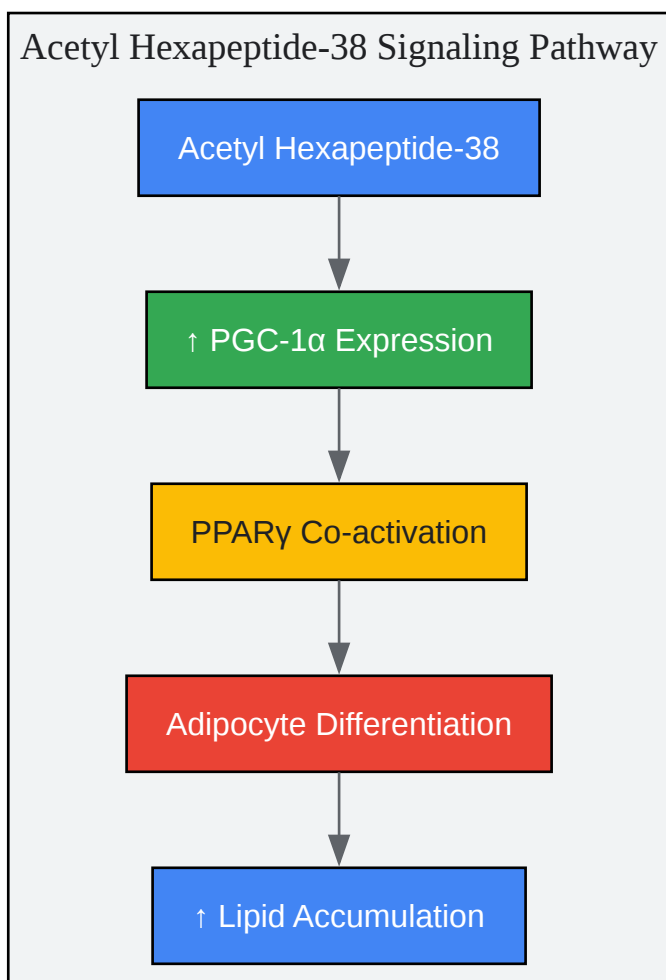 Acetyl Hexapeptide-38 Signaling Pathway
Acetyl Hexapeptide-38
↑ PGC-1α Expression
PPARγ Co-activation
Adipocyte Differentiation
↑ Lipid Accumulation